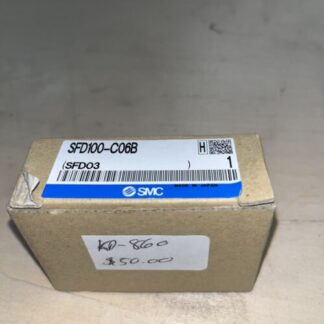 SFD100-C06B
H
(SFD03 ) 1
MADE IN JAPAN
SMC
KD-860
$50.00